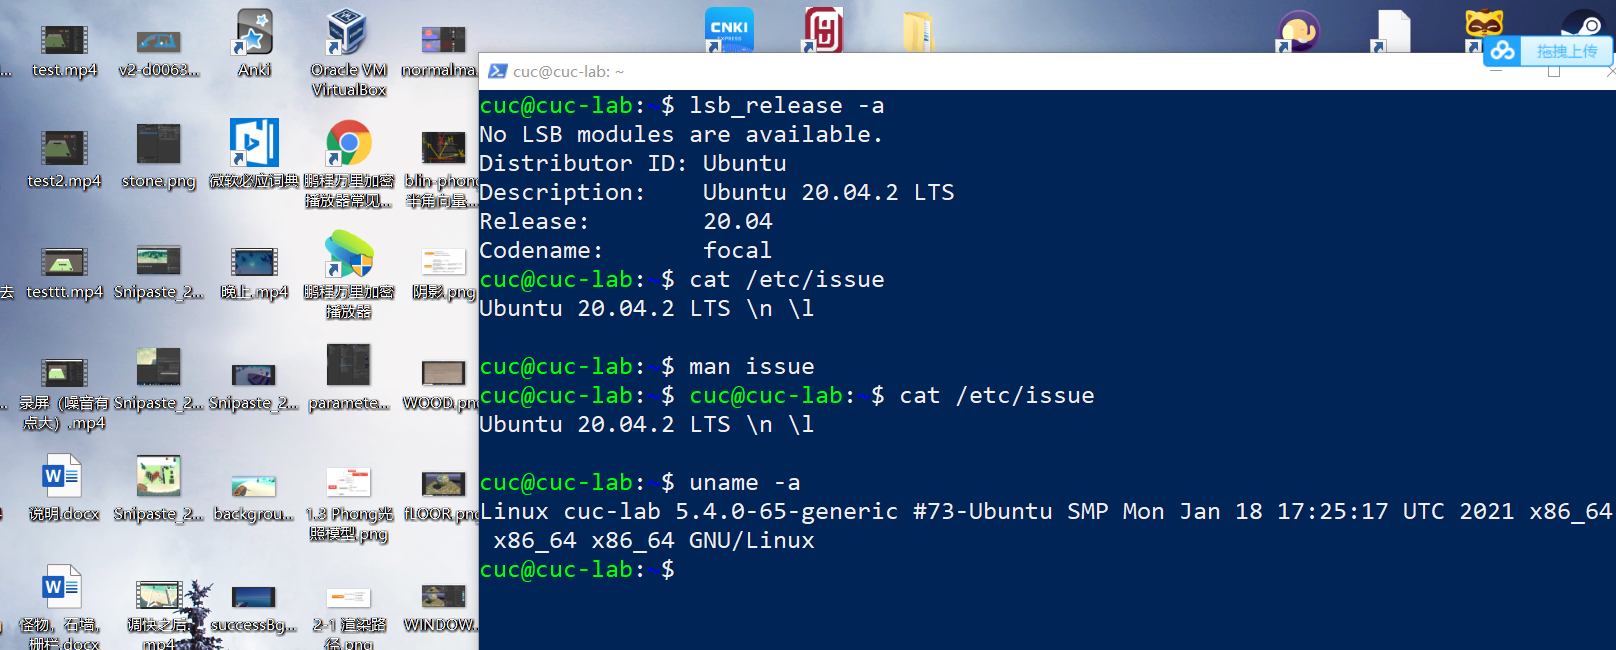 test.mp4
v2-d0063...
Anki
Oracle VM
VirtualBox
normalma...
CNKI
EXPRESS
拖拽上传
test2.mp4
stone.png
微软必应词典
鹏程万里加密
播放器常见...
blin-phong
半角向量...
去
testtt.mp4
Snipaste_2...
晚上.mp4
鹏程万里加密
播放器
阴影.png
录屏（噪音有
点大）.mp4
Snipaste_2...
Snipaste_2...
paramete...
WOOD.png
说明.docx
Snipaste_2...
backgrou...
1.3 Phong光
照模型.png
fLOOR.png
怪物，石墙，
栅栏.docx
调快之后.
mp4
successBg...
2-1 渲染路
径.png
WINDOW...
cuc@cuc-lab: ~
cuc@cuc-lab:~$ lsb_release -a
No LSB modules are available.
Distributor ID: Ubuntu
Description:    Ubuntu 20.04.2 LTS
Release:        20.04
Codename:       focal
cuc@cuc-lab:~$ cat /etc/issue
Ubuntu 20.04.2 LTS \n \l
cuc@cuc-lab:~$ man issue
cuc@cuc-lab:~$ cuc@cuc-lab:~$ cat /etc/issue
Ubuntu 20.04.2 LTS \n \l
cuc@cuc-lab:~$ uname -a
Linux cuc-lab 5.4.0-65-generic #73-Ubuntu SMP Mon Jan 18 17:25:17 UTC 2021 x86_64
x86_64 x86_64 GNU/Linux
cuc@cuc-lab:~$